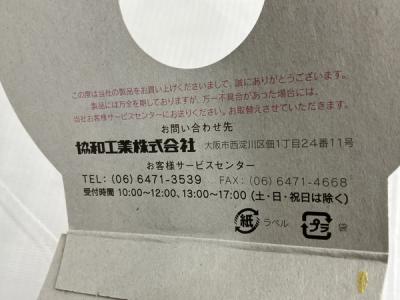 この度は当社の製品をお買い上げくださいまして、誠にありがとうございます。
製品には万全を期しておりますが、万一不具合があった場合には、
当社お客様サービスセンターにお送りください。お取替えさせていただきます。
お問い合わせ先
協和工業株式会社 大阪市西淀川区佃1丁目24番11号
お客様サービスセンター
TEL: (06) 6471-3539 FAX: (06) 6471-4668
受付時間 10:00〜12:00、13:00〜17:00 (土・日・祝日は除く)
紙 ラベル プラ 袋